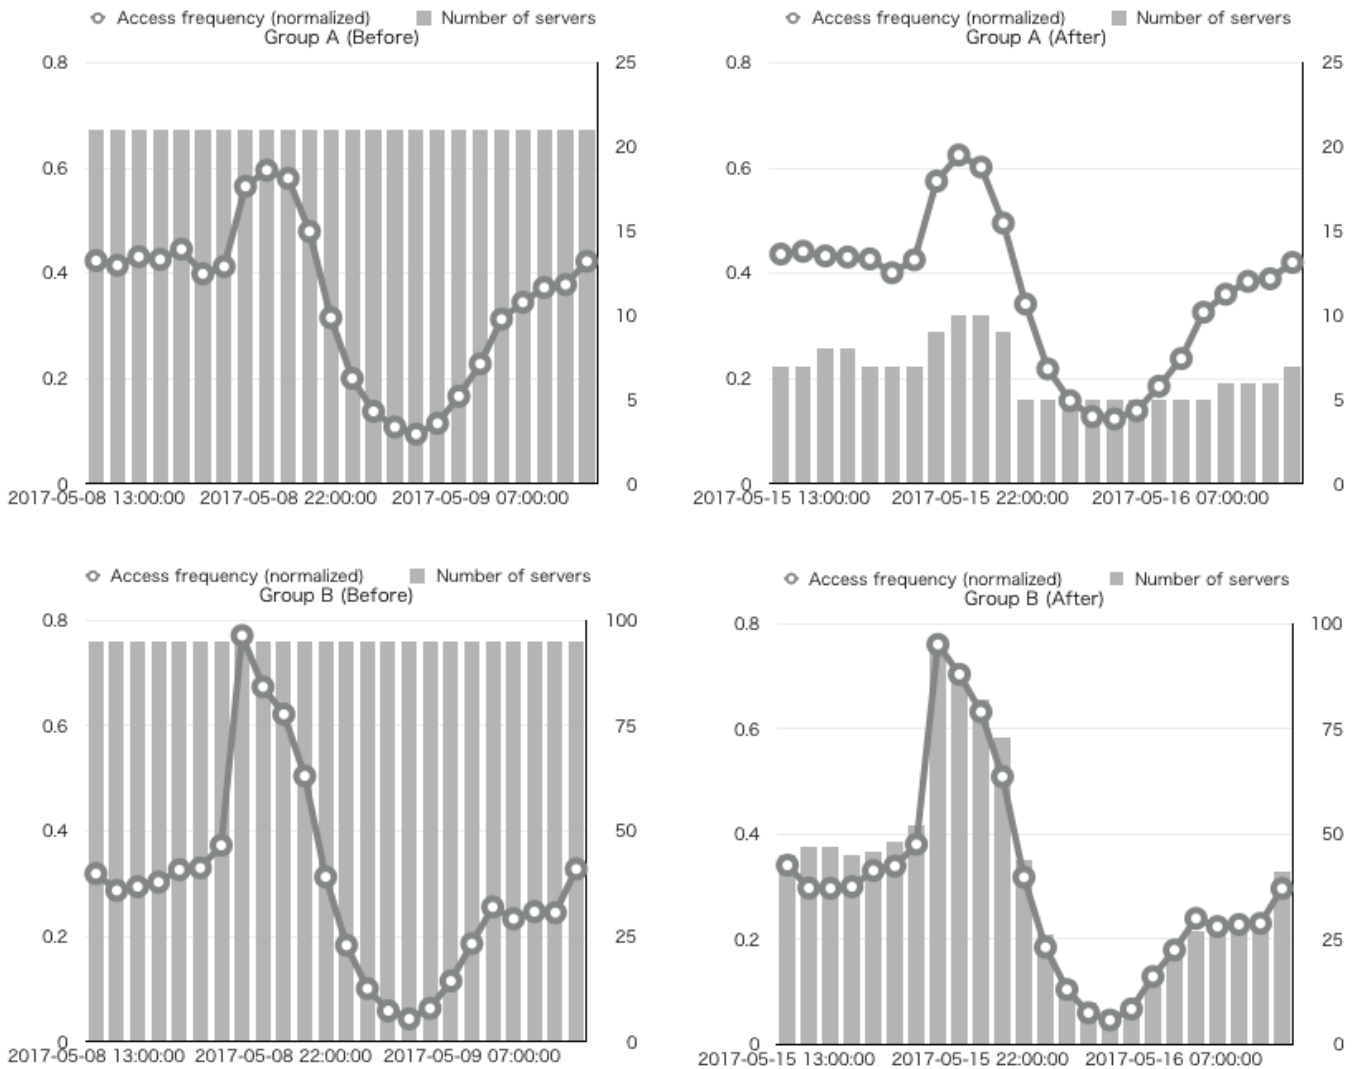 Access frequency (normalized) Number of servers
Group A (Before)
0.8 25
20
0.6
15
0.4
10
0.2
5
0 0
2017-05-08 13:00:00 2017-05-08 22:00:00 2017-05-09 07:00:00
Access frequency (normalized) Number of servers
Group A (After)
0.8 25
20
0.6
15
0.4
10
0.2
5
0 0
2017-05-15 13:00:00 2017-05-15 22:00:00 2017-05-16 07:00:00
Access frequency (normalized) Number of servers
Group B (Before)
0.8 100
0.6 75
0.4 50
0.2 25
0 0
2017-05-08 13:00:00 2017-05-08 22:00:00 2017-05-09 07:00:00
Access frequency (normalized) Number of servers
Group B (After)
0.8 100
0.6 75
0.4 50
0.2 25
0 0
2017-05-15 13:00:00 2017-05-15 22:00:00 2017-05-16 07:00:00